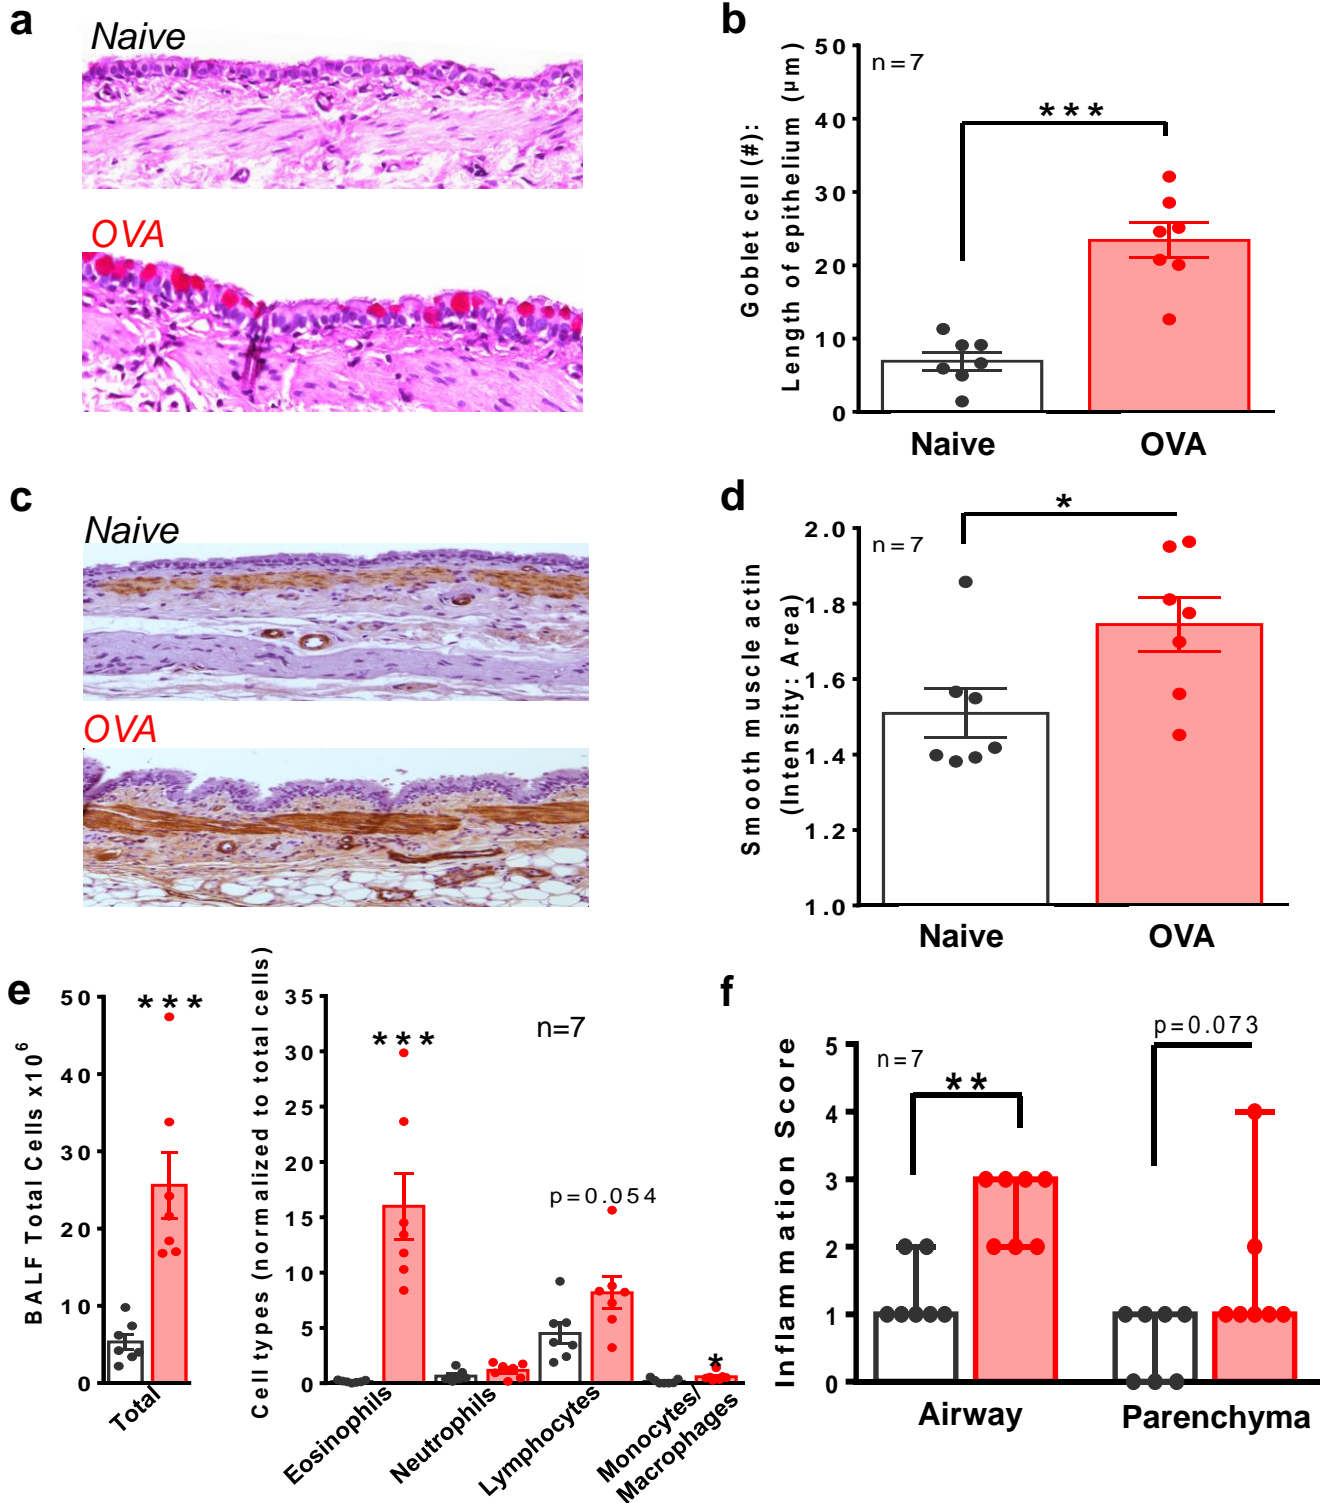 a
Naive
OVA
b
n=7
***
Goblet cell (#):
Length of epithelium (µm)
50
40
30
20
10
0
Naive
OVA
c
Naive
OVA
d
n=7
*
Smooth muscle actin
(Intensity: Area)
2.0
1.8
1.6
1.4
1.2
1.0
Naive
OVA
e
BALF Total Cells x10⁶
50
40
30
20
10
0
***
Total
Cell types (normalized to total cells)
35
30
25
20
15
10
5
0
n=7
***
p=0.054
*
Eosinophils
Neutrophils
Lymphocytes
Monocytes/
Macrophages
f
Inflammation Score
5
4
3
2
1
0
n=7
**
p=0.073
Airway
Parenchyma